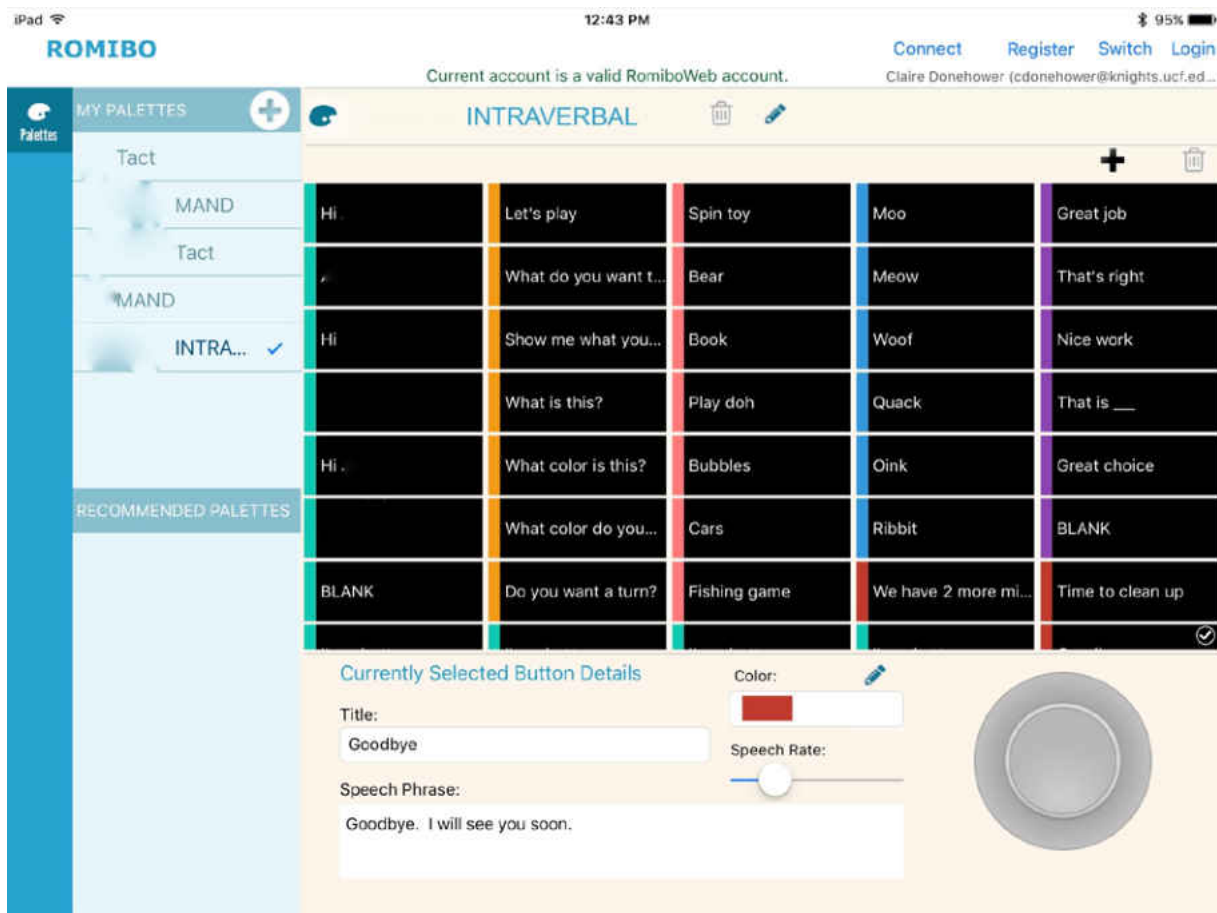 iPad 12:43 PM 95%
ROMIBO
Connect Register Switch Login
Current account is a valid RomiboWeb account.
Claire Donehower (cdonehower@knights.ucf.ed...
Palettes
MY PALETTES
INTRAVERBAL
Tact
MAND
Tact
MAND
INTRA...
RECOMMENDED PALETTES
Hi Let's play Spin toy Moo Great job
What do you want t... Bear Meow That's right
Hi Show me what you... Book Woof Nice work
What is this? Play doh Quack That is ___
Hi. What color is this? Bubbles Oink Great choice
What color do you... Cars Ribbit BLANK
BLANK Do you want a turn? Fishing game We have 2 more mi... Time to clean up
Currently Selected Button Details
Color:
Title:
Goodbye
Speech Rate:
Speech Phrase:
Goodbye. I will see you soon.